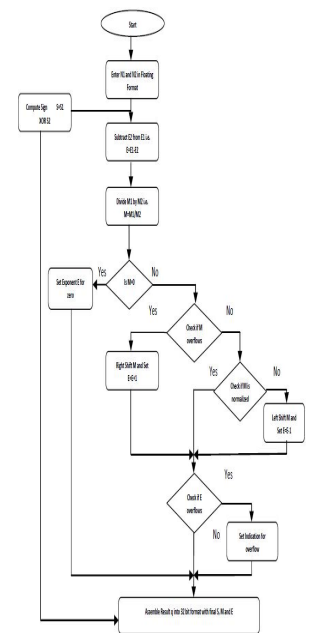 Start
Enter N1 and N2 in Floating
Format
Compute Sign S=S1
XOR S2
Subtract E2 from E1 i.e.
E=E1-E2
Divide M1 by M2 i.e.
M=M1/M2
Is M=0
Yes
No
Set Exponent E for
zero
Check if M
overflows
Yes
No
Right Shift M and Set
E=E+1
Check if M is
normalized
Yes
No
Left Shift M and
Set E=E-1
Check if E
overflows
Yes
No
Set Indication for
overflow
Assemble Result q into 32 bit format with final S, M and E